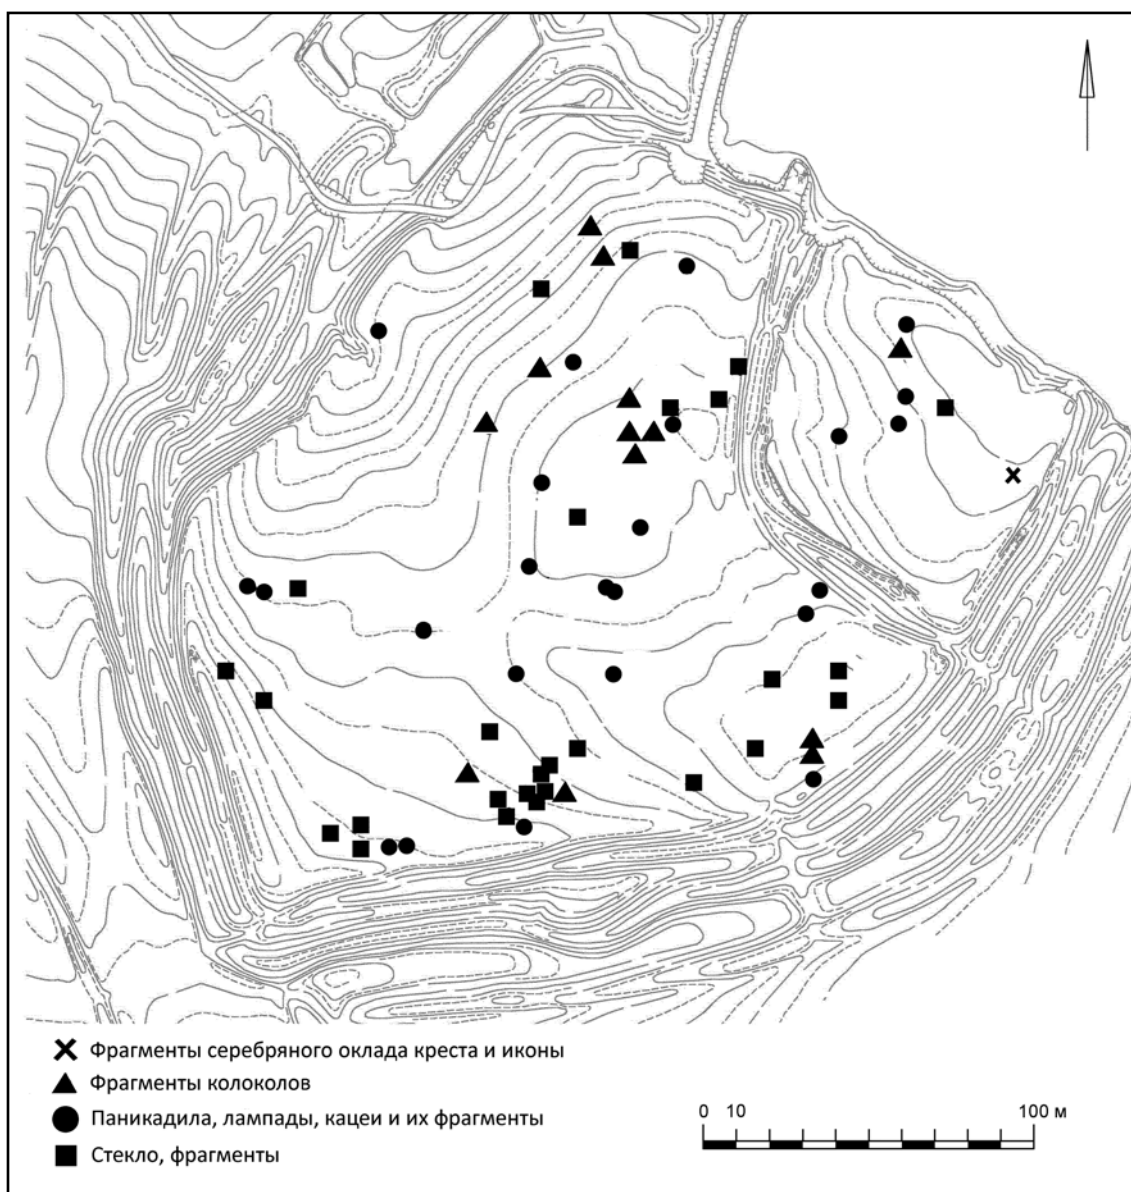 Фрагменты серебряного оклада креста и иконы
Фрагменты колоколов
Паникадила, лампады, кацеи и их фрагменты
Стекло, фрагменты
0 10 100 м